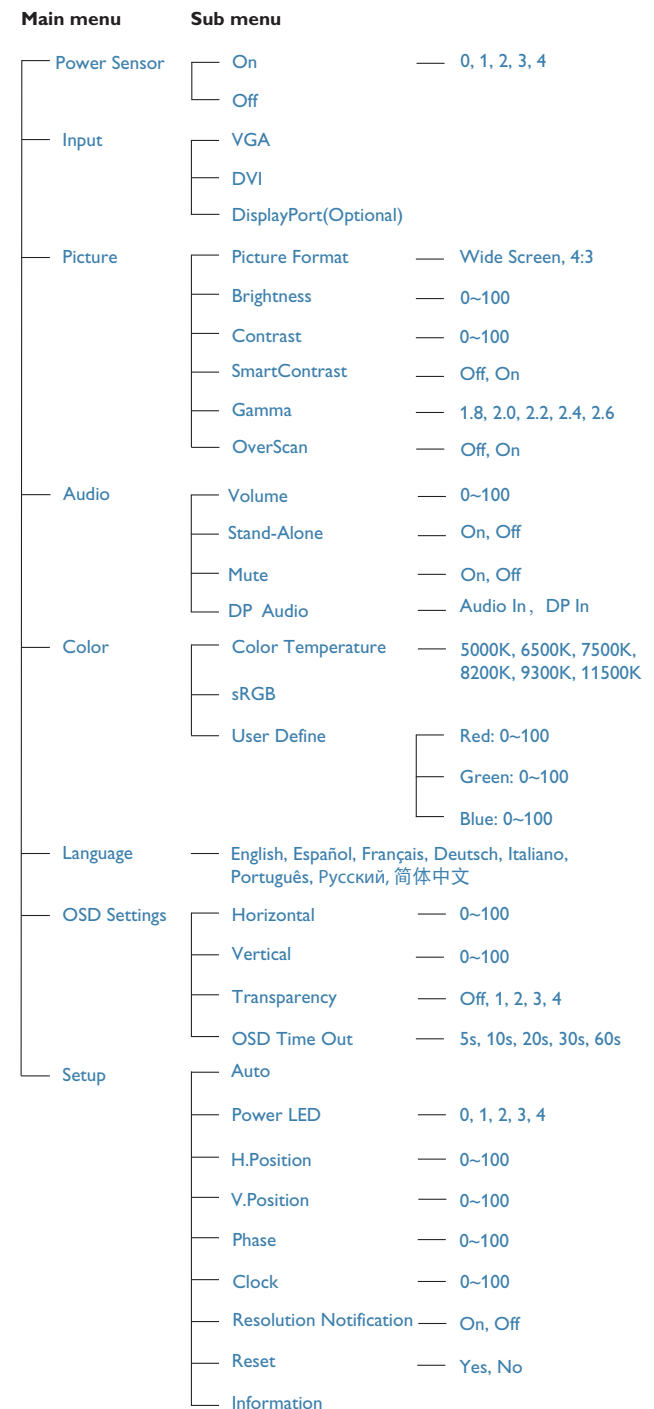 Main menu Sub menu
Power Sensor On 0, 1, 2, 3, 4
Off
Input VGA
DVI
DisplayPort(Optional)
Picture Picture Format Wide Screen, 4:3
Brightness 0~100
Contrast 0~100
SmartContrast Off, On
Gamma 1.8, 2.0, 2.2, 2.4, 2.6
OverScan Off, On
Audio Volume 0~100
Stand-Alone On, Off
Mute On, Off
DP Audio Audio In，DP In
Color Color Temperature 5000K, 6500K, 7500K,
8200K, 9300K, 11500K
sRGB
User Define Red: 0~100
Green: 0~100
Blue: 0~100
Language English, Español, Français, Deutsch, Italiano,
Português, Русский, 简体中文
OSD Settings Horizontal 0~100
Vertical 0~100
Transparency Off, 1, 2, 3, 4
OSD Time Out 5s, 10s, 20s, 30s, 60s
Setup Auto
Power LED 0, 1, 2, 3, 4
H.Position 0~100
V.Position 0~100
Phase 0~100
Clock 0~100
Resolution Notification On, Off
Reset Yes, No
Information